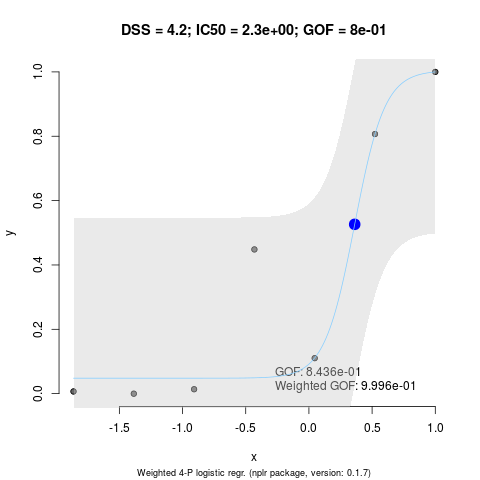 DSS = 4.2; IC50 = 2.3e+00; GOF = 8e-01
1.0
0.8
0.6
0.4
0.2
0.0
y
GOF: 8.436e-01
Weighted GOF: 9.996e-01
-1.5 -1.0 -0.5 0.0 0.5 1.0
x
Weighted 4-P logistic regr. (nplr package, version: 0.1.7)